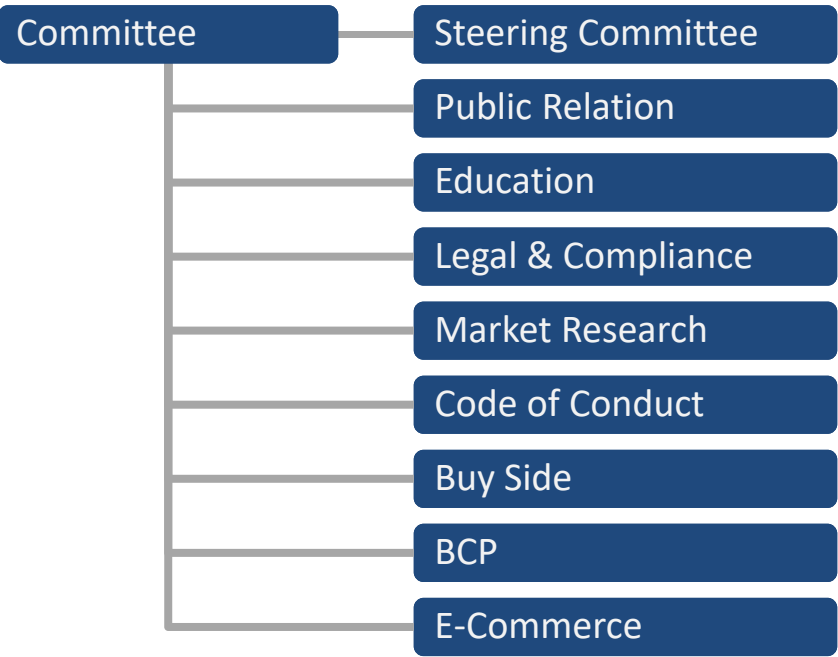 Committee
Steering Committee
Public Relation
Education
Legal & Compliance
Market Research
Code of Conduct
Buy Side
BCP
E-Commerce